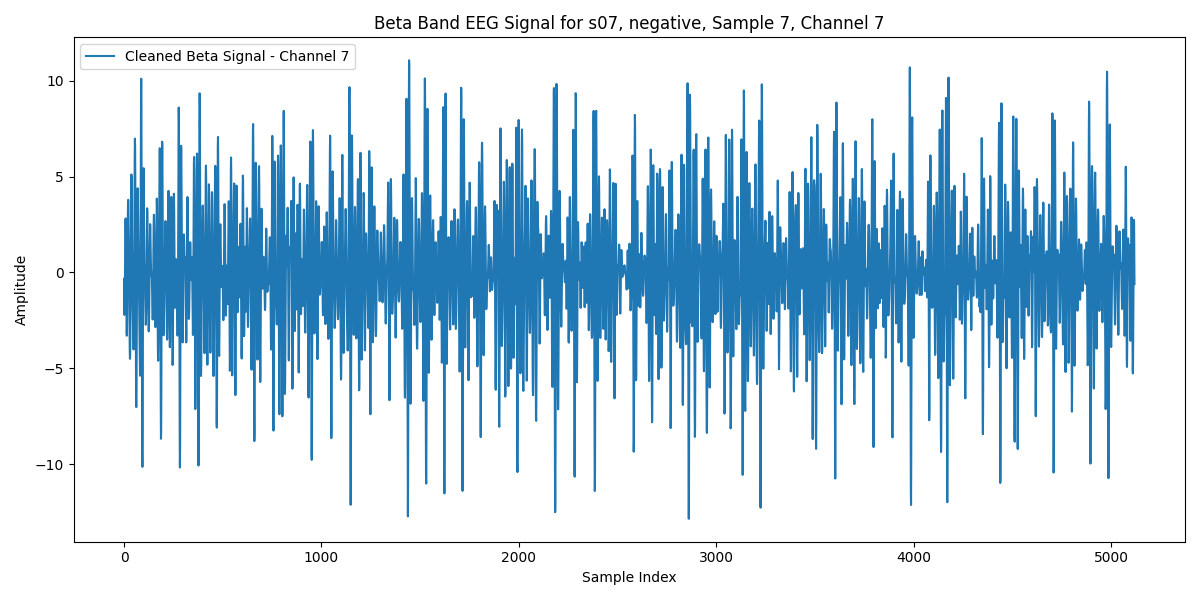 Beta Band EEG Signal for s07, negative, Sample 7, Channel 7
Cleaned Beta Signal - Channel 7
10
5
0
−5
−10
Amplitude
0 1000 2000 3000 4000 5000
Sample Index